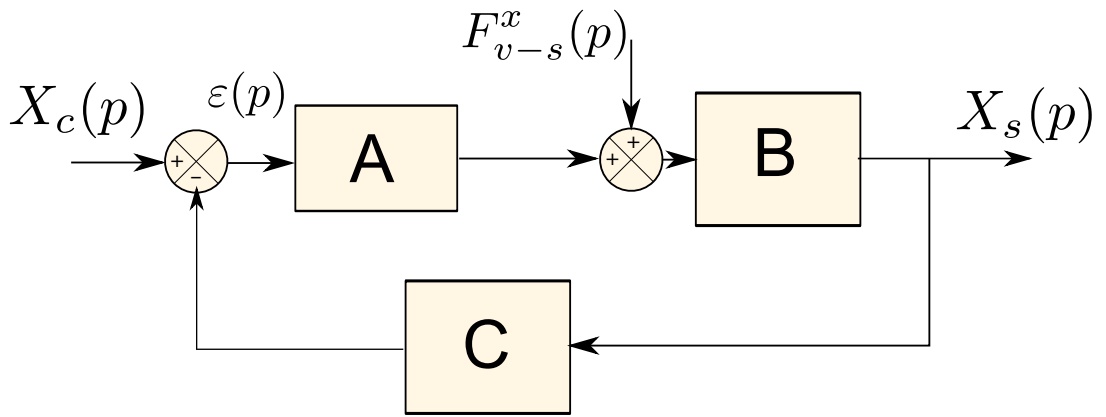 F^x_{v-s}(p)
X_c(p)
ε(p)
X_s(p)
+
-
A
+
+
B
C